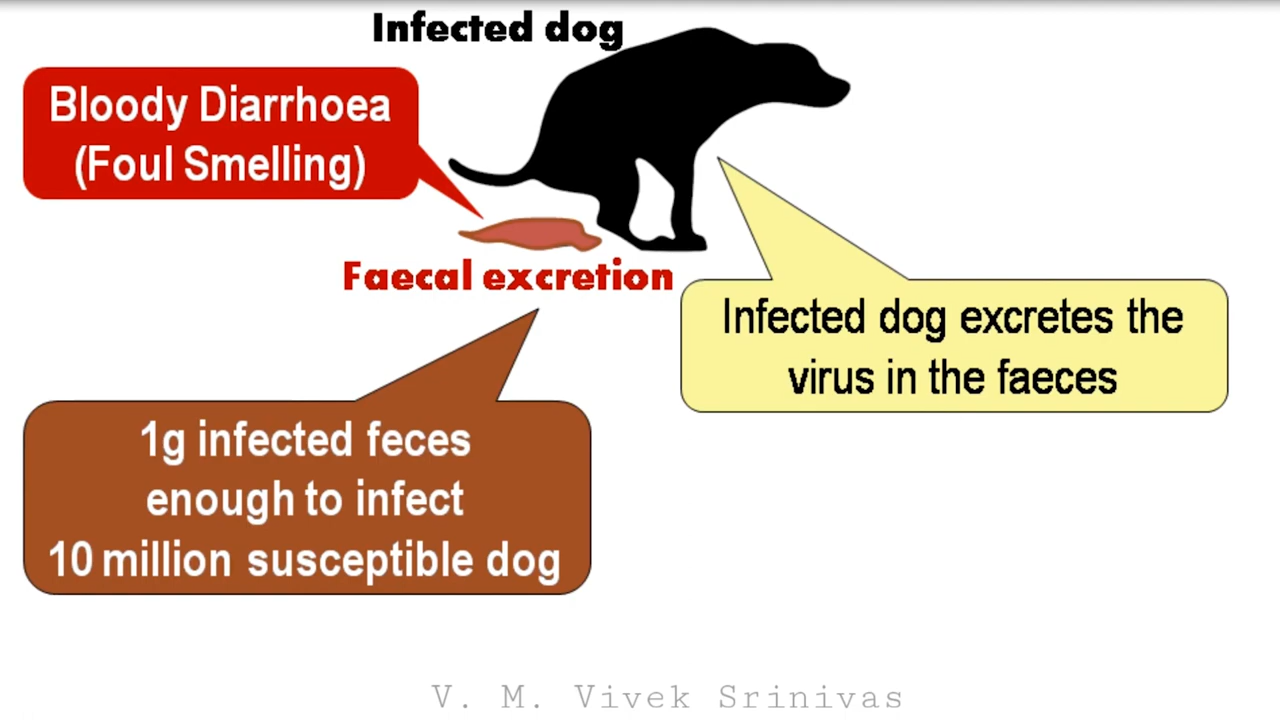 Infected dog
Bloody Diarrhoea
(Foul Smelling)
Faecal excretion
Infected dog excretes the
virus in the faeces
1g infected feces
enough to infect
10 million susceptible dog
V. M. Vivek Srinivas